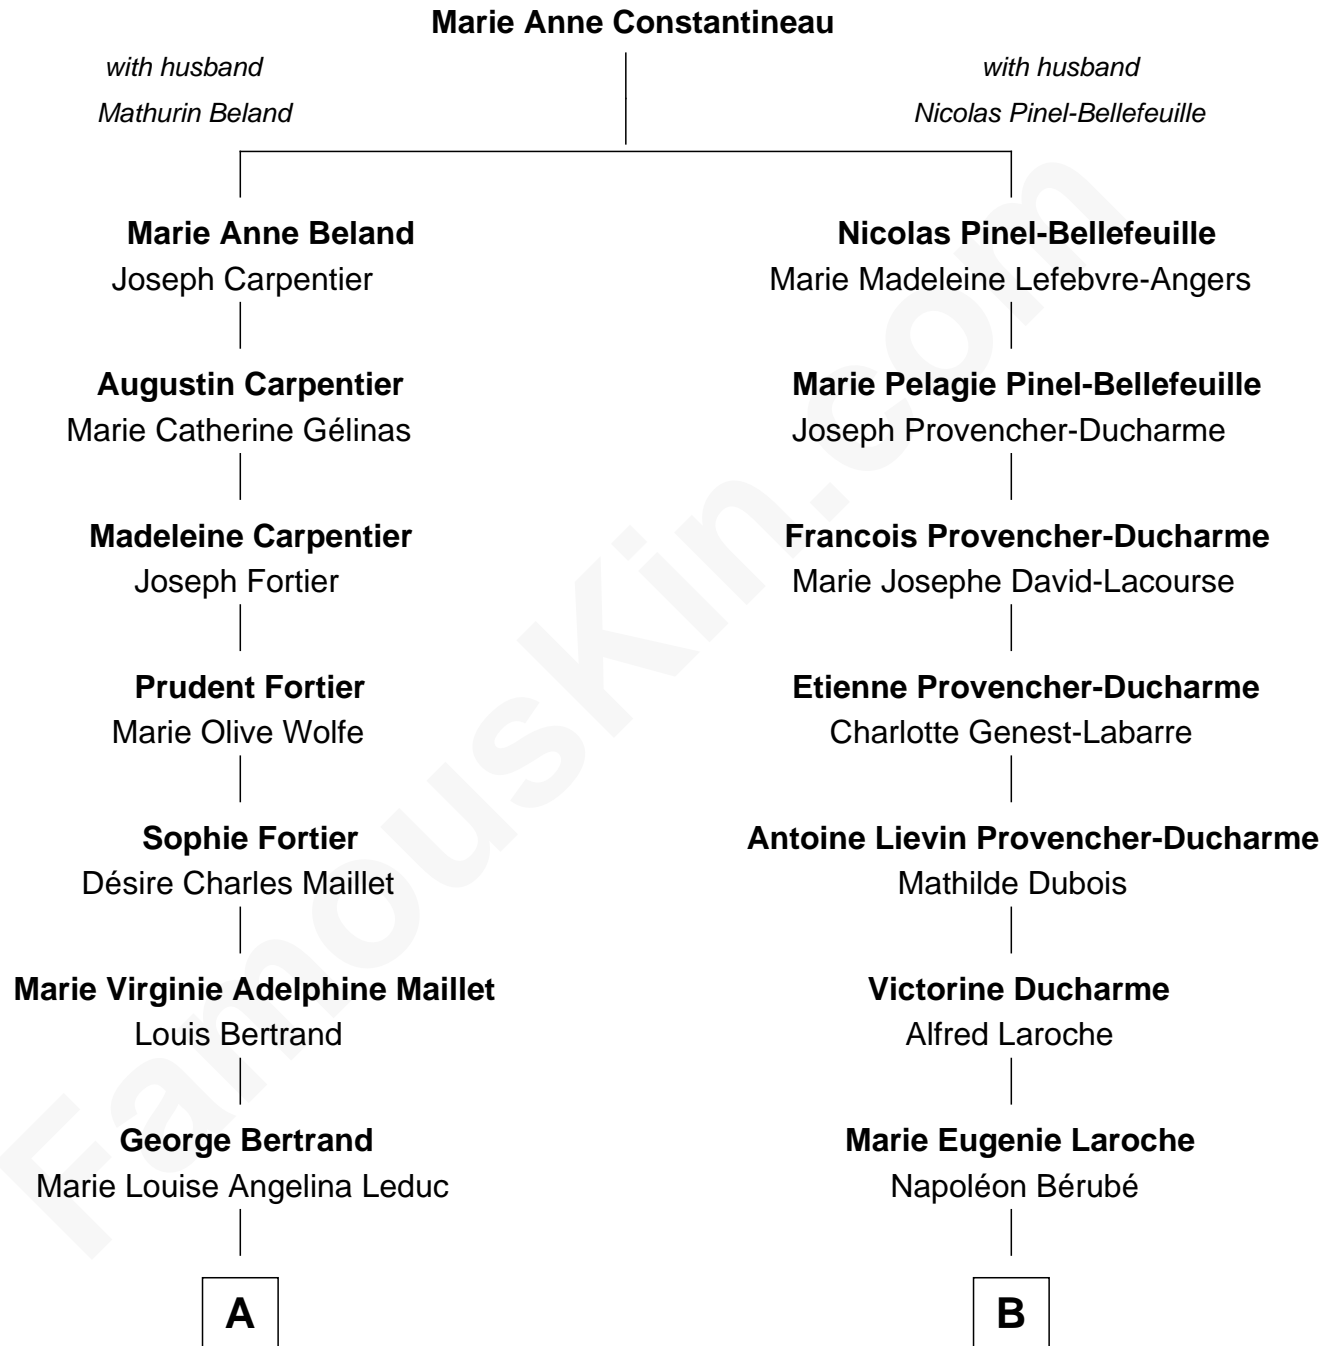 Marie Anne Constantineau
with husband
Mathurin Beland
with husband
Nicolas Pinel-Bellefeuille
Marie Anne Beland
Joseph Carpentier
Nicolas Pinel-Bellefeuille
Marie Madeleine Lefebvre-Angers
Augustin Carpentier
Marie Catherine Gélinas
Marie Pelagie Pinel-Bellefeuille
Joseph Provencher-Ducharme
Madeleine Carpentier
Joseph Fortier
Francois Provencher-Ducharme
Marie Josephe David-Lacourse
Prudent Fortier
Marie Olive Wolfe
Etienne Provencher-Ducharme
Charlotte Genest-Labarre
Sophie Fortier
Désire Charles Maillet
Antoine Lievin Provencher-Ducharme
Mathilde Dubois
Marie Virginie Adelphine Maillet
Louis Bertrand
Victorine Ducharme
Alfred Laroche
George Bertrand
Marie Louise Angelina Leduc
Marie Eugenie Laroche
Napoléon Bérubé
A
B
FamousKin.com